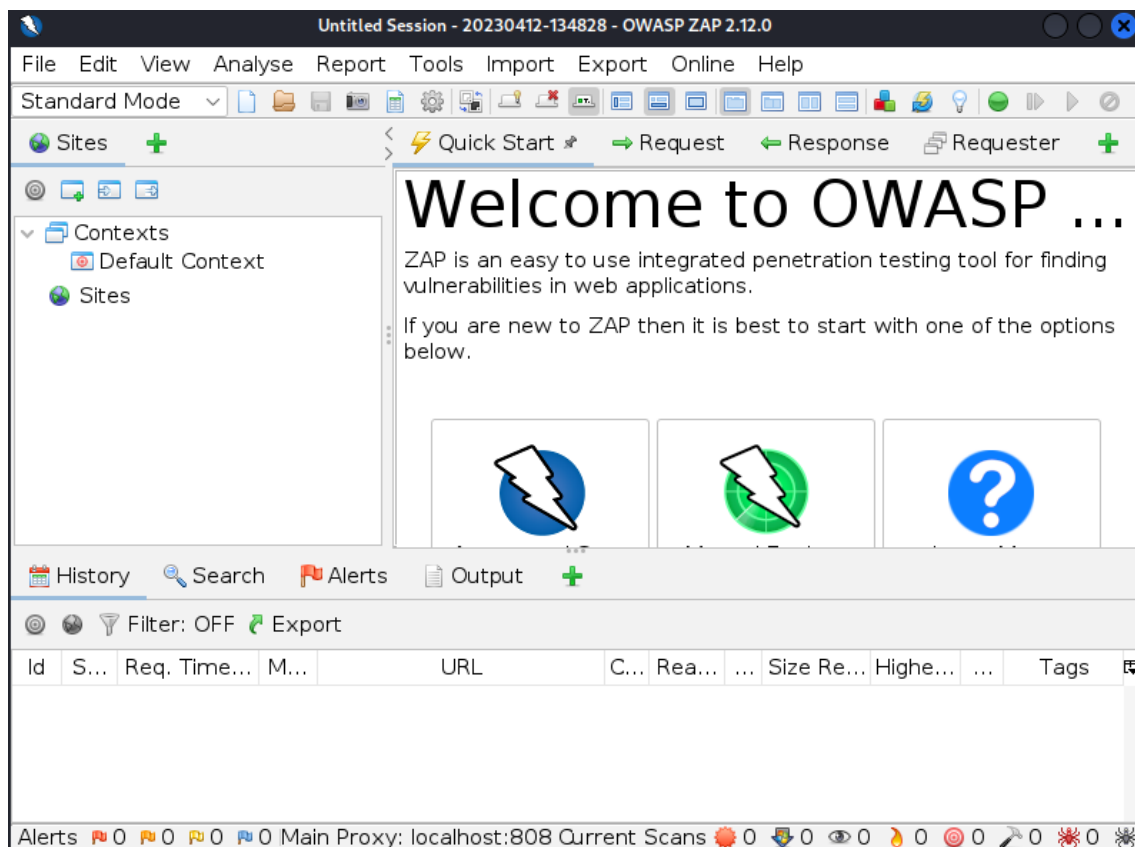 Untitled Session - 20230412-134828 - OWASP ZAP 2.12.0
File Edit View Analyse Report Tools Import Export Online Help
Standard Mode
Sites
Quick Start Request Response Requester
Welcome to OWASP ...
Contexts
Default Context
Sites
ZAP is an easy to use integrated penetration testing tool for finding
vulnerabilities in web applications.
If you are new to ZAP then it is best to start with one of the options
below.
History Search Alerts Output
Filter: OFF Export
Id S... Req. Time... M... URL C... Rea... ... Size Re... Highe... ... Tags
Alerts 0 0 0 0 Main Proxy: localhost:808 Current Scans 0 0 0 0 0 0 0